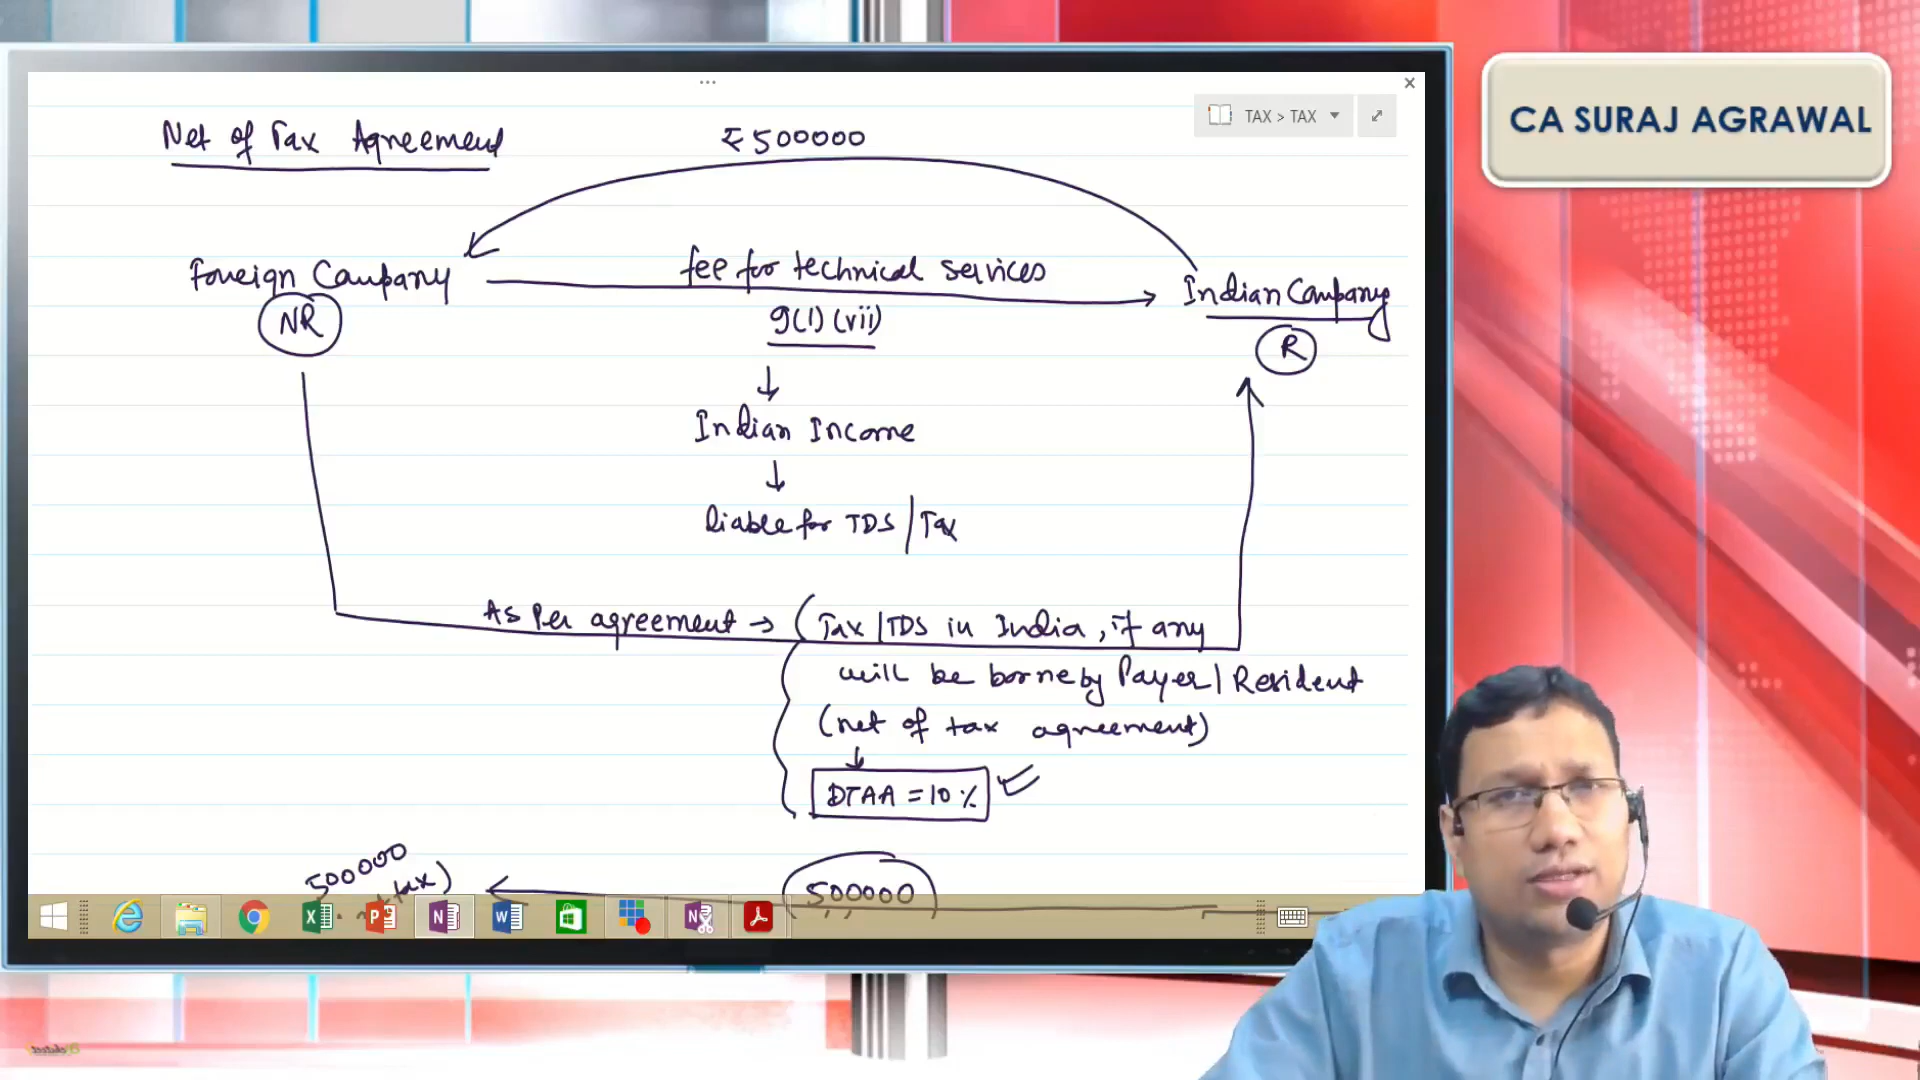 CA SURAJ AGRAWAL
TAX > TAX
Net of Tax Agreement
₹500000
Foreign Company
fee for technical services
Indian Company
NR
9(1)(vii)
R
Indian Income
liable for TDS/Tax
As Per agreement → (Tax/TDS in India, if any
will be borne by Payer/Resident
(net of tax agreement)
DTAA = 10%
500000
tax)
500000